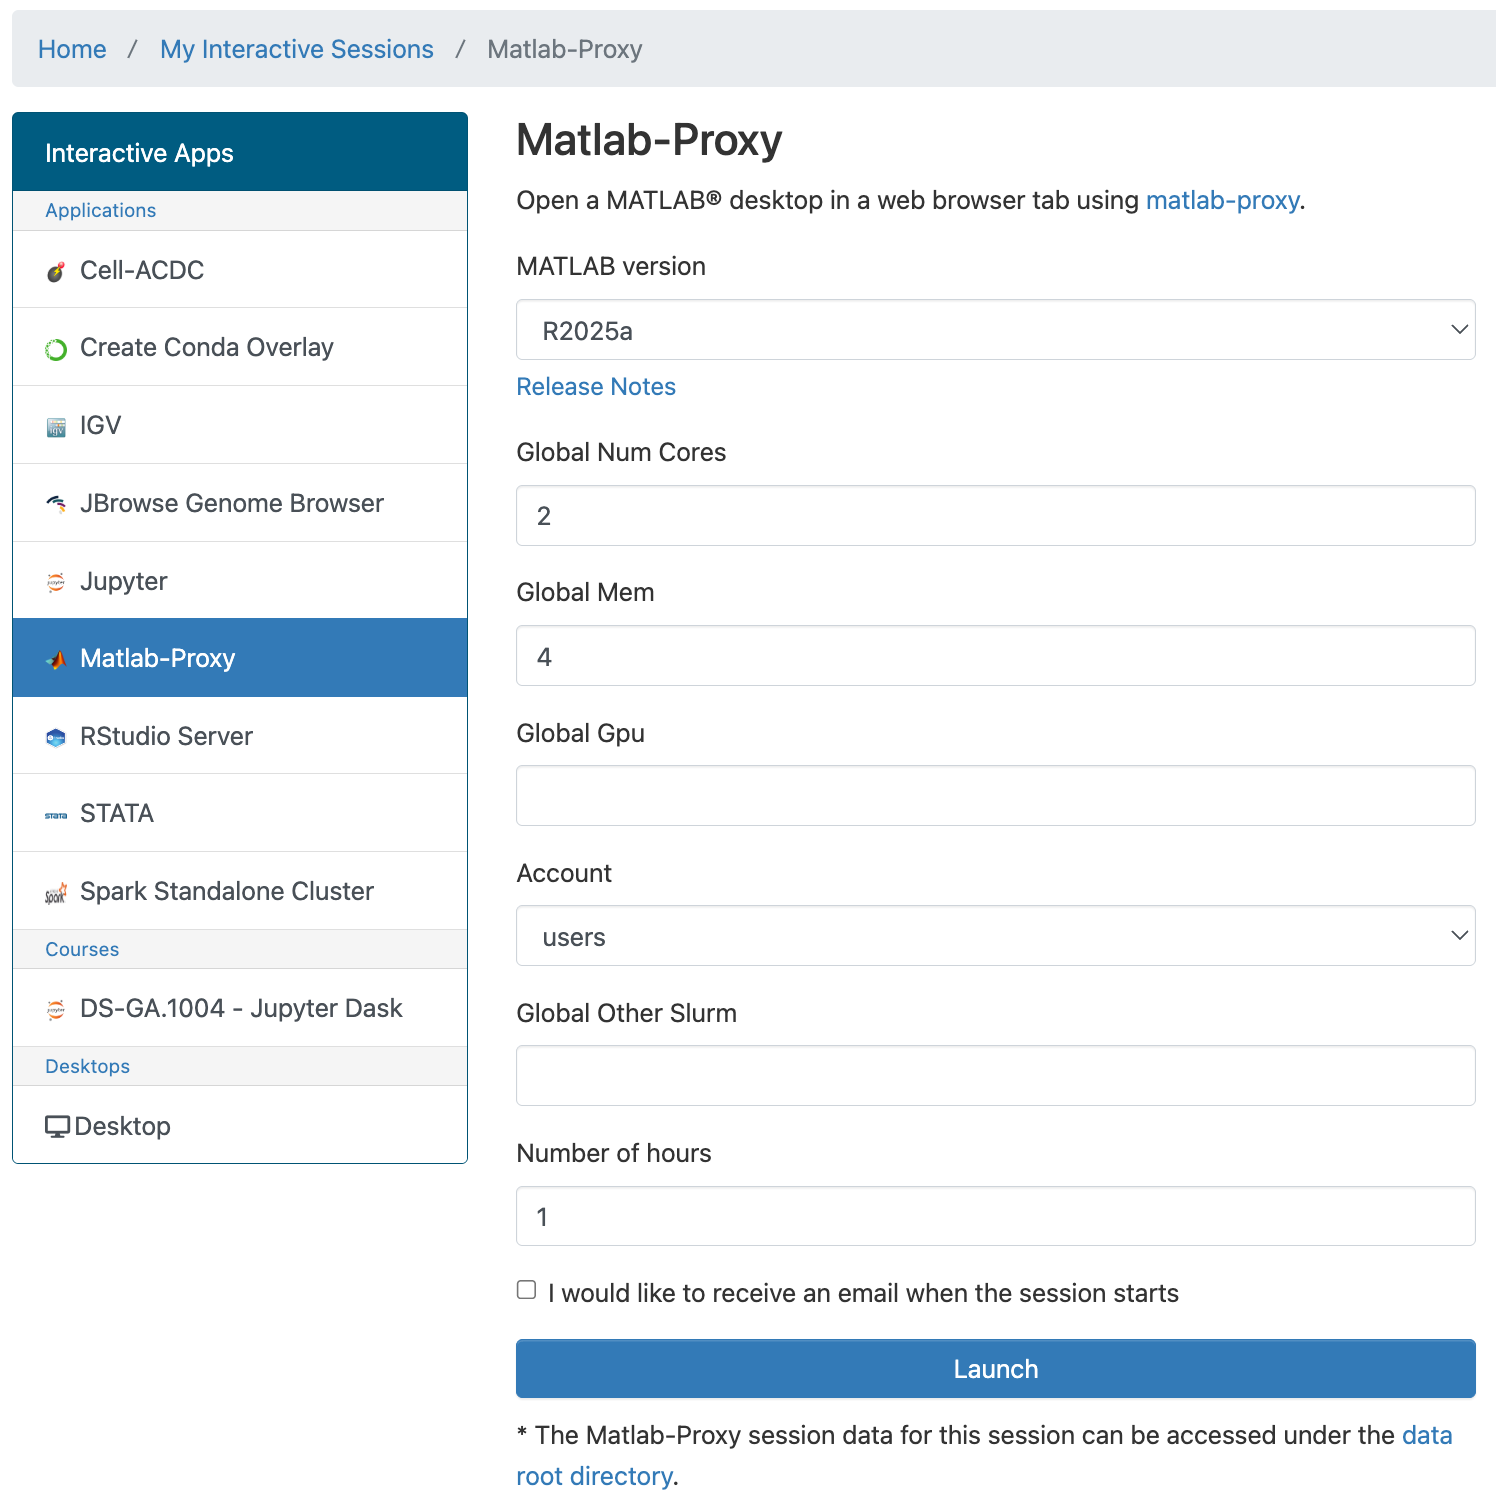 Home / My Interactive Sessions / Matlab-Proxy
Interactive Apps
Applications
Cell-ACDC
Create Conda Overlay
IGV
JBrowse Genome Browser
Jupyter
Matlab-Proxy
RStudio Server
STATA
Spark Standalone Cluster
Courses
DS-GA.1004 - Jupyter Dask
Desktops
Desktop
Matlab-Proxy
Open a MATLAB® desktop in a web browser tab using matlab-proxy.
MATLAB version
R2025a
Release Notes
Global Num Cores
2
Global Mem
4
Global Gpu
Account
users
Global Other Slurm
Number of hours
1
I would like to receive an email when the session starts
Launch
* The Matlab-Proxy session data for this session can be accessed under the data
root directory.